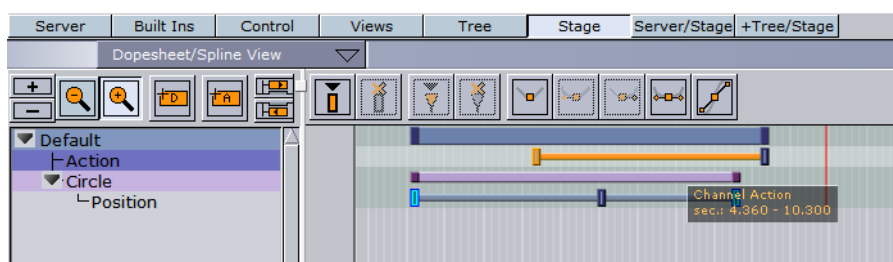 Server Built Ins Control Views Tree Stage Server/Stage +Tree/Stage
Dopesheet/Spline View
+ D A
−
Default
Action
Circle
Position
Channel Action
sec.: 4.360 - 10.300